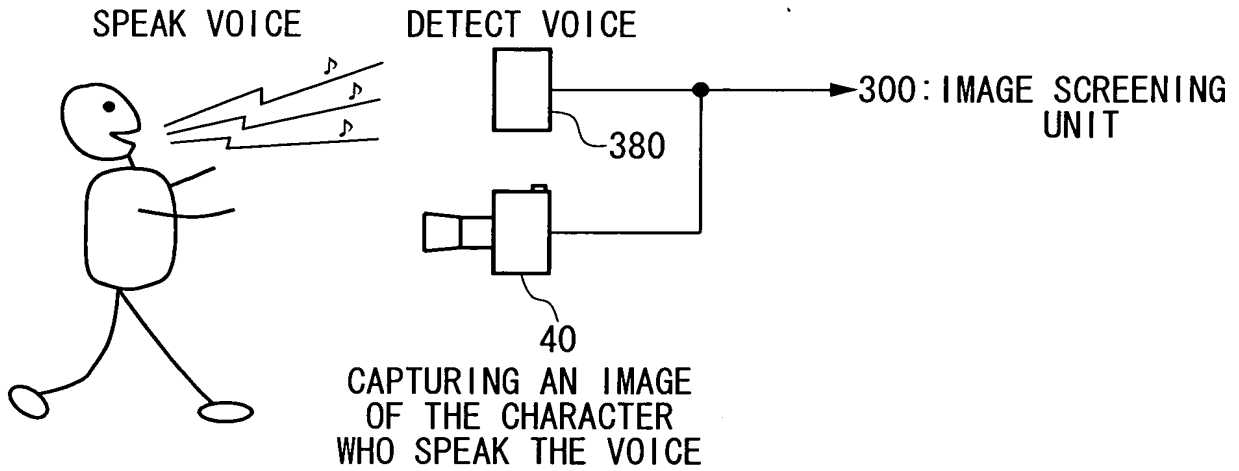 SPEAK VOICE
DETECT VOICE
♪
♪
♪
300:IMAGE SCREENING
UNIT
380
40
CAPTURING AN IMAGE
OF THE CHARACTER
WHO SPEAK THE VOICE